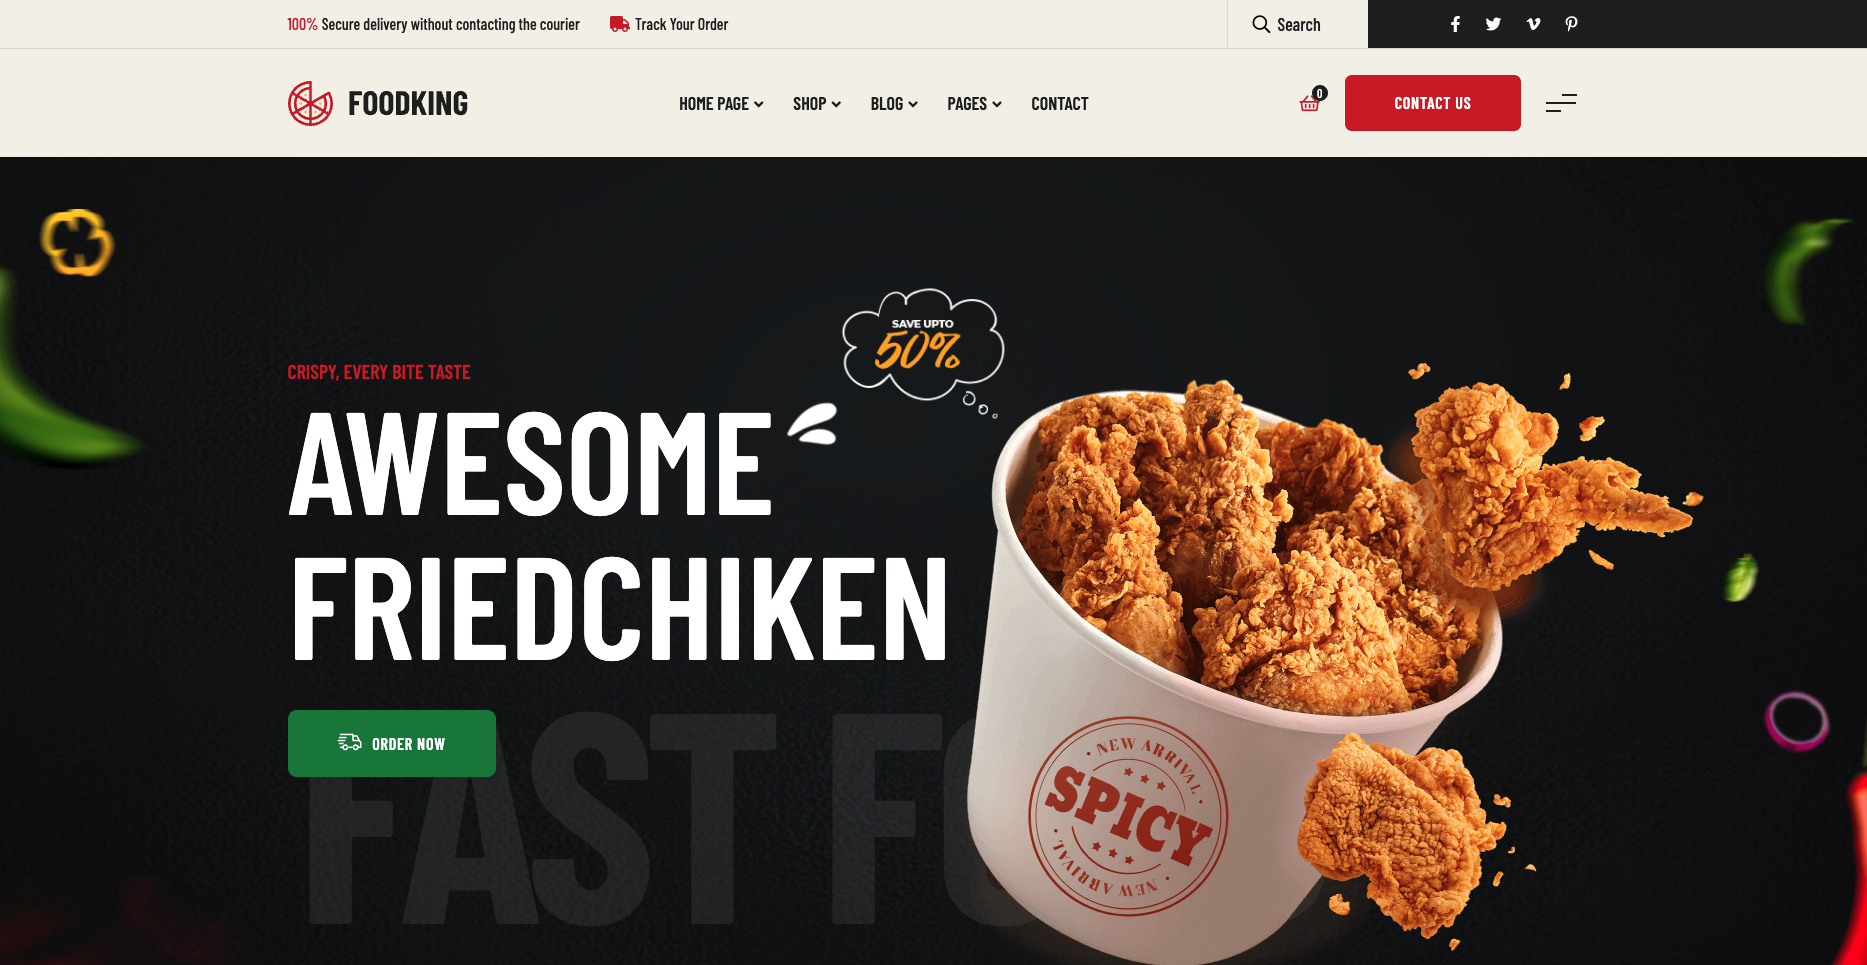 100% Secure delivery without contacting the courier
Track Your Order
Search
FOODKING
HOME PAGE
SHOP
BLOG
PAGES
CONTACT
0
CONTACT US
SAVE UPTO
50%
CRISPY, EVERY BITE TASTE
AWESOME
FRIEDCHIKEN
ORDER NOW
FAST FO
NEW ARRIVAL
SPICY
NEW ARRIVAL